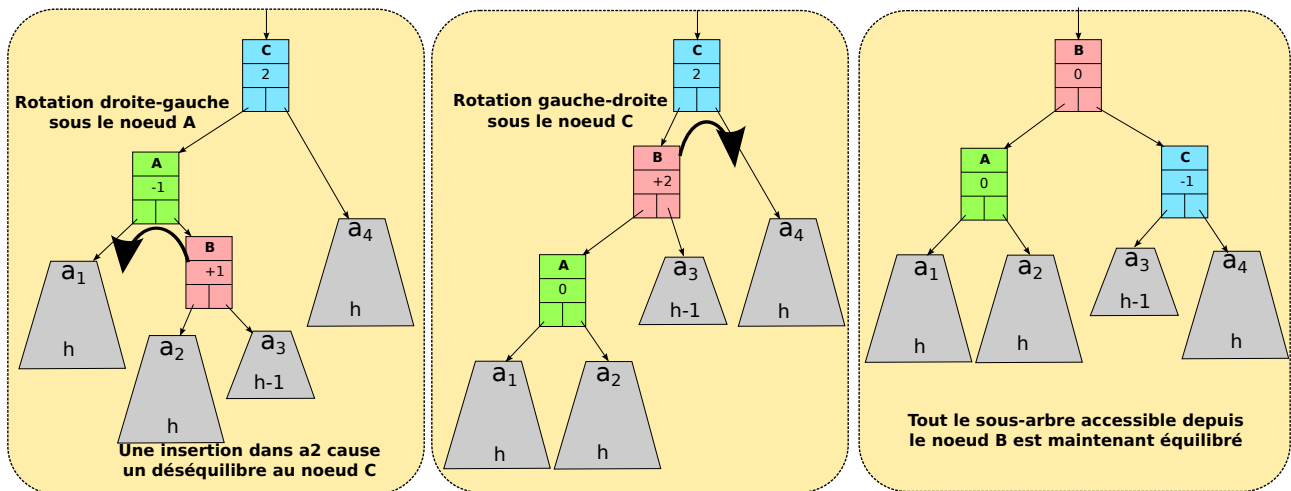 C
2
Rotation droite-gauche
sous le noeud A
A
-1
B
+1
a4
h
a1
h
a2
h
a3
h-1
Une insertion dans a2 cause
un déséquilibre au noeud C
C
2
Rotation gauche-droite
sous le noeud C
B
+2
a4
h
A
0
a3
h-1
a1
h
a2
h
B
0
A
0
C
-1
a1
h
a2
h
a3
h-1
a4
h
Tout le sous-arbre accessible depuis
le noeud B est maintenant équilibré